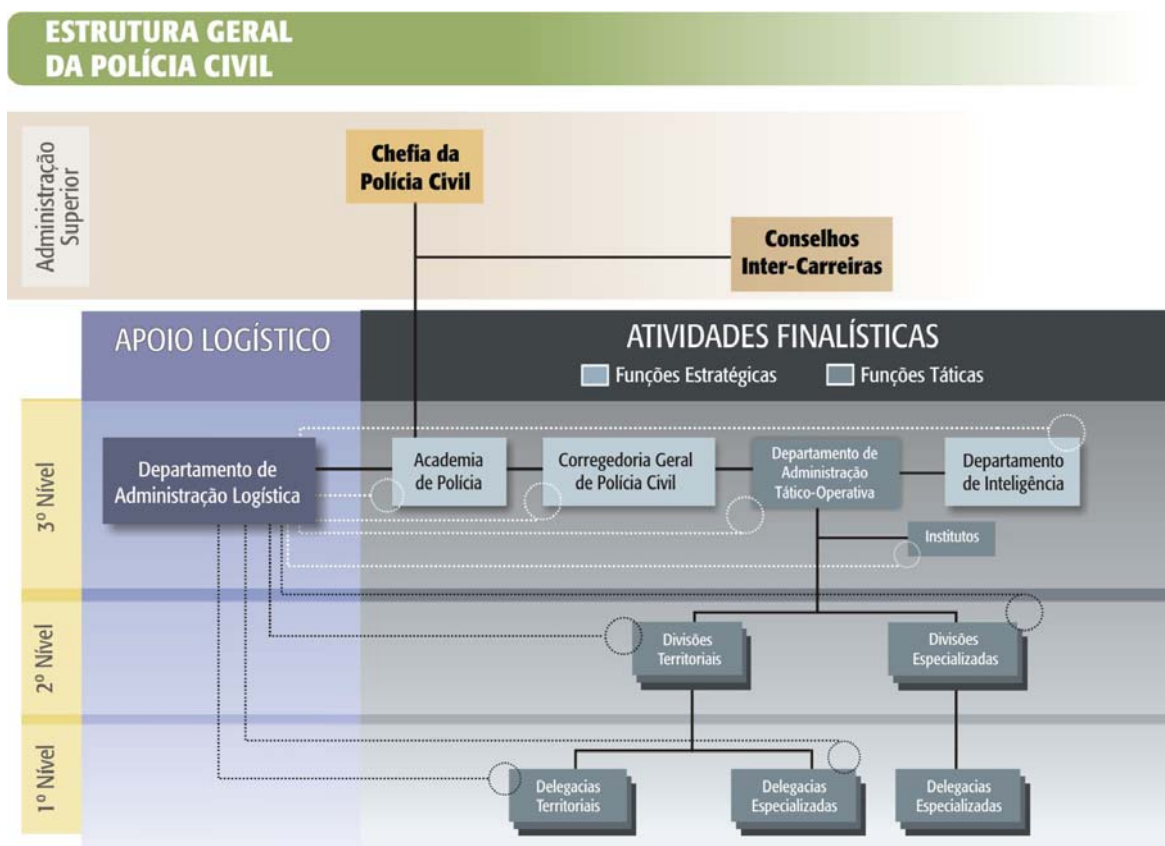 ESTRUTURA GERAL
DA POLÍCIA CIVIL
Administração
Superior
Chefia da
Polícia Civil
Conselhos
Inter-Carreiras
APOIO LOGÍSTICO
ATIVIDADES FINALÍSTICAS
Funções Estratégicas
Funções Táticas
3º Nível
Departamento de
Administração Logística
Academia
de Polícia
Corregedoria Geral
de Polícia Civil
Departamento de
Administração
Tático-Operativa
Departamento
de Inteligência
Institutos
2º Nível
Divisões
Territoriais
Divisões
Especializadas
1º Nível
Delegacias
Territoriais
Delegacias
Especializadas
Delegacias
Especializadas